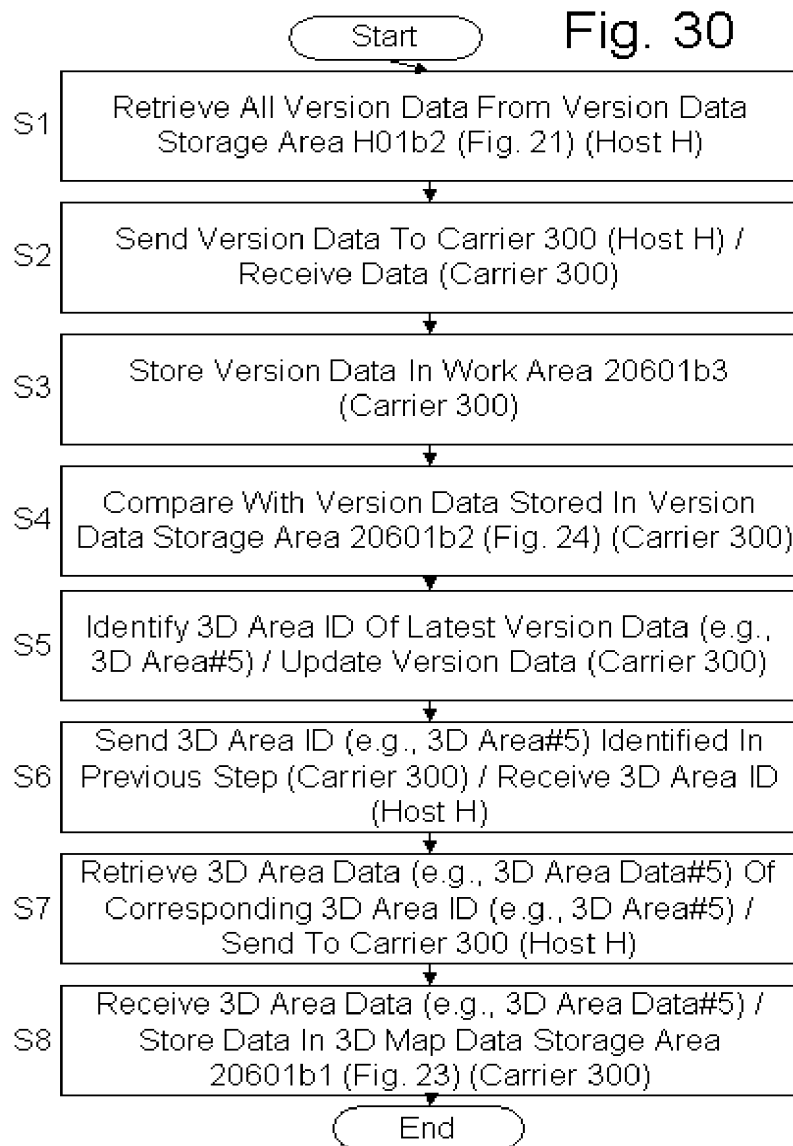 Start
Fig. 30
S1
Retrieve All Version Data From Version Data
Storage Area H01b2 (Fig. 21) (Host H)
S2
Send Version Data To Carrier 300 (Host H) /
Receive Data (Carrier 300)
S3
Store Version Data In Work Area 20601b3
(Carrier 300)
S4
Compare With Version Data Stored In Version
Data Storage Area 20601b2 (Fig. 24) (Carrier 300)
S5
Identify 3D Area ID Of Latest Version Data (e.g.,
3D Area#5) / Update Version Data (Carrier 300)
S6
Send 3D Area ID (e.g., 3D Area#5) Identified In
Previous Step (Carrier 300) / Receive 3D Area ID
(Host H)
S7
Retrieve 3D Area Data (e.g., 3D Area Data#5) Of
Corresponding 3D Area ID (e.g., 3D Area#5) /
Send To Carrier 300 (Host H)
S8
Receive 3D Area Data (e.g., 3D Area Data#5) /
Store Data In 3D Map Data Storage Area
20601b1 (Fig. 23) (Carrier 300)
End